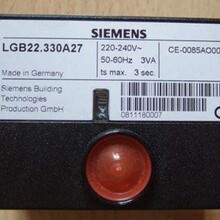 SIEMENS
LGB22.330A27
220-240V~
CE-0085AO00
50-60Hz 3VA
Made in Germany
ts max. 3 sec.
Siemens Building
Technologies
Production GmbH
0811180007